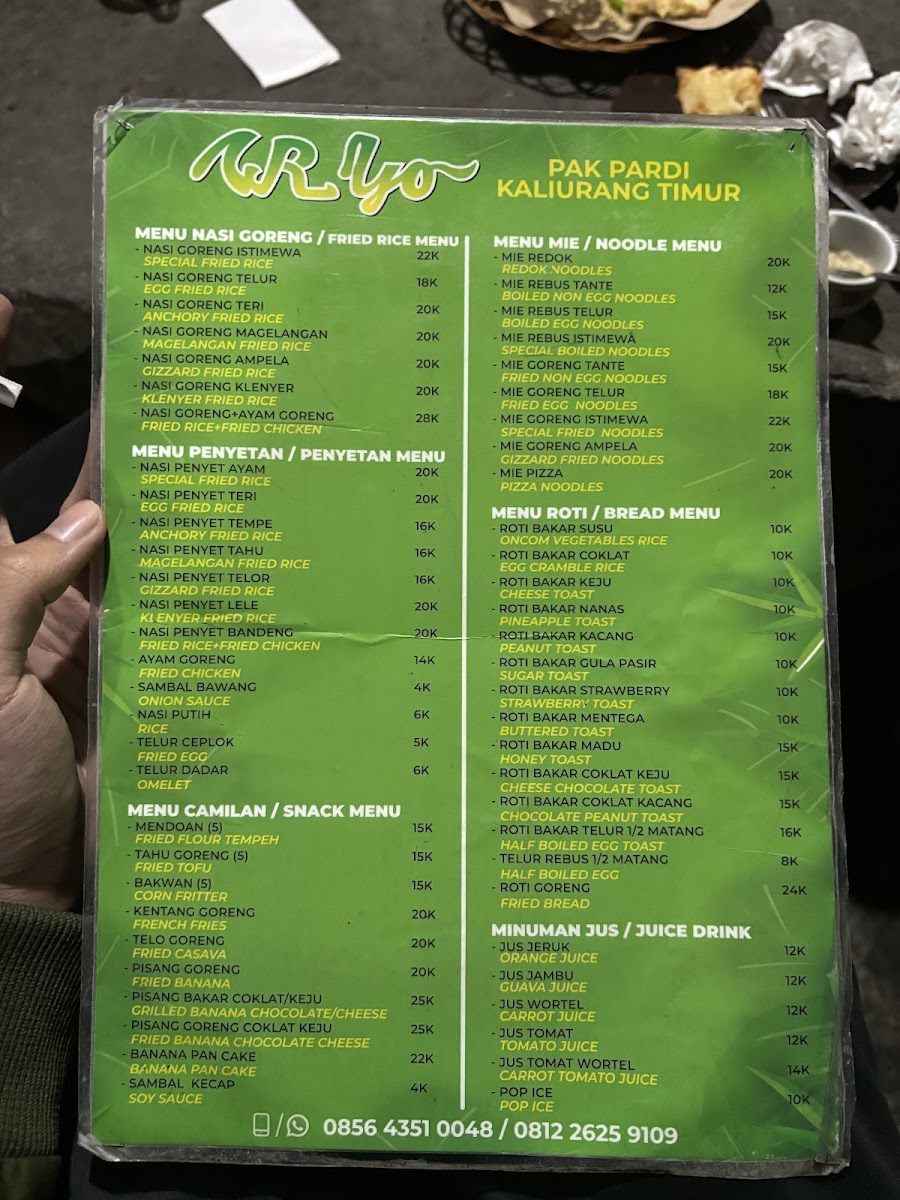 AR Yo
PAK PARDI
KALIURANG TIMUR
MENU NASI GORENG / FRIED RICE MENU
- NASI GORENG ISTIMEWA 22K
SPECIAL FRIED RICE
- NASI GORENG TELUR 18K
EGG FRIED RICE
- NASI GORENG TERI 20K
ANCHORY FRIED RICE
- NASI GORENG MAGELANGAN 20K
MAGELANGAN FRIED RICE
- NASI GORENG AMPELA 20K
GIZZARD FRIED RICE
- NASI GORENG KLENYER 20K
KLENYER FRIED RICE
- NASI GORENG+AYAM GORENG 28K
FRIED RICE+FRIED CHICKEN
MENU PENYETAN / PENYETAN MENU
- NASI PENYET AYAM 20K
SPECIAL FRIED RICE
- NASI PENYET TERI 20K
EGG FRIED RICE
- NASI PENYET TEMPE 16K
ANCHORY FRIED RICE
- NASI PENYET TAHU 16K
MAGELANGAN FRIED RICE
- NASI PENYET TELOR 16K
GIZZARD FRIED RICE
- NASI PENYET LELE 20K
KLENYER FRIED RICE
- NASI PENYET BANDENG 20K
FRIED RICE+FRIED CHICKEN
- AYAM GORENG 14K
FRIED CHICKEN
- SAMBAL BAWANG 4K
ONION SAUCE
- NASI PUTIH 6K
RICE
- TELUR CEPLOK 5K
FRIED EGG
- TELUR DADAR 6K
OMELET
MENU CAMILAN / SNACK MENU
- MENDOAN (5) 15K
FRIED FLOUR TEMPEH
- TAHU GORENG (5) 15K
FRIED TOFU
- BAKWAN (5) 15K
CORN FRITTER
- KENTANG GORENG 20K
FRENCH FRIES
- TELO GORENG 20K
FRIED CASAVA
- PISANG GORENG 20K
FRIED BANANA
- PISANG BAKAR COKLAT/KEJU 25K
GRILLED BANANA CHOCOLATE/CHEESE
- PISANG GORENG COKLAT KEJU 25K
FRIED BANANA CHOCOLATE CHEESE
- BANANA PAN CAKE 22K
BANANA PAN CAKE
- SAMBAL KECAP 4K
SOY SAUCE
MENU MIE / NOODLE MENU
- MIE REDOK 20K
REDOK NOODLES
- MIE REBUS TANTE 12K
BOILED NON EGG NOODLES
- MIE REBUS TELUR 15K
BOILED EGG NOODLES
- MIE REBUS ISTIMEWA 20K
SPECIAL BOILED NOODLES
- MIE GORENG TANTE 15K
FRIED NON EGG NOODLES
- MIE GORENG TELUR 18K
FRIED EGG NOODLES
- MIE GORENG ISTIMEWA 22K
SPECIAL FRIED NOODLES
- MIE GORENG AMPELA 20K
GIZZARD FRIED NOODLES
- MIE PIZZA 20K
PIZZA NOODLES
MENU ROTI / BREAD MENU
- ROTI BAKAR SUSU 10K
ONCOM VEGETABLES RICE
- ROTI BAKAR COKLAT 10K
EGG CRAMBLE RICE
- ROTI BAKAR KEJU 10K
CHEESE TOAST
- ROTI BAKAR NANAS 10K
PINEAPPLE TOAST
- ROTI BAKAR KACANG 10K
PEANUT TOAST
- ROTI BAKAR GULA PASIR 10K
SUGAR TOAST
- ROTI BAKAR STRAWBERRY 10K
STRAWBERRY TOAST
- ROTI BAKAR MENTEGA 10K
BUTTERED TOAST
- ROTI BAKAR MADU 15K
HONEY TOAST
- ROTI BAKAR COKLAT KEJU 15K
CHEESE CHOCOLATE TOAST
- ROTI BAKAR COKLAT KACANG 15K
CHOCOLATE PEANUT TOAST
- ROTI BAKAR TELUR 1/2 MATANG 16K
HALF BOILED EGG TOAST
- TELUR REBUS 1/2 MATANG 8K
HALF BOILED EGG
- ROTI GORENG 24K
FRIED BREAD
MINUMAN JUS / JUICE DRINK
- JUS JERUK 12K
ORANGE JUICE
- JUS JAMBU 12K
GUAVA JUICE
- JUS WORTEL 12K
CARROT JUICE
- JUS TOMAT 12K
TOMATO JUICE
- JUS TOMAT WORTEL 14K
CARROT TOMATO JUICE
- POP ICE 10K
POP ICE
/ 0856 4351 0048 / 0812 2625 9109